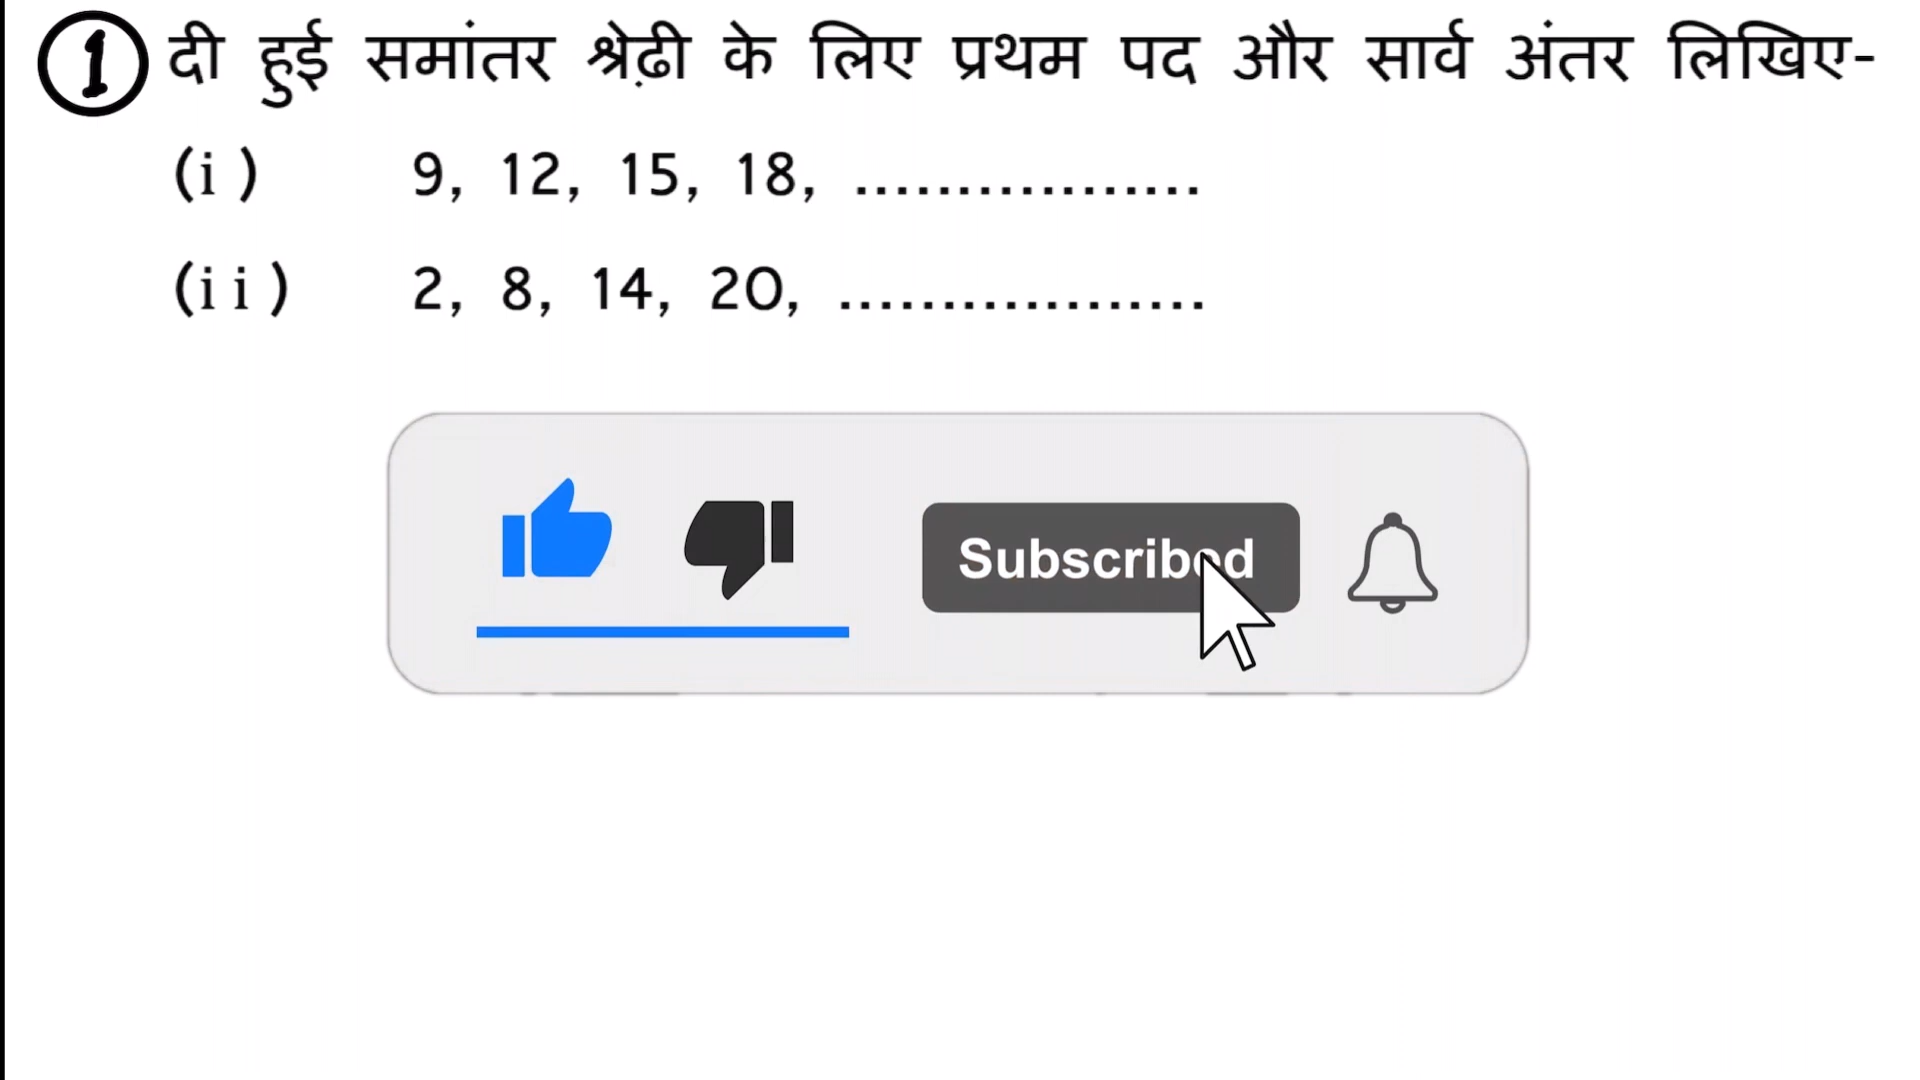 1 दी हुई समांतर श्रेढ़ी के लिए प्रथम पद और सार्व अंतर लिखिए-
(i) 9, 12, 15, 18, .................
(ii) 2, 8, 14, 20, ..................
Subscribed